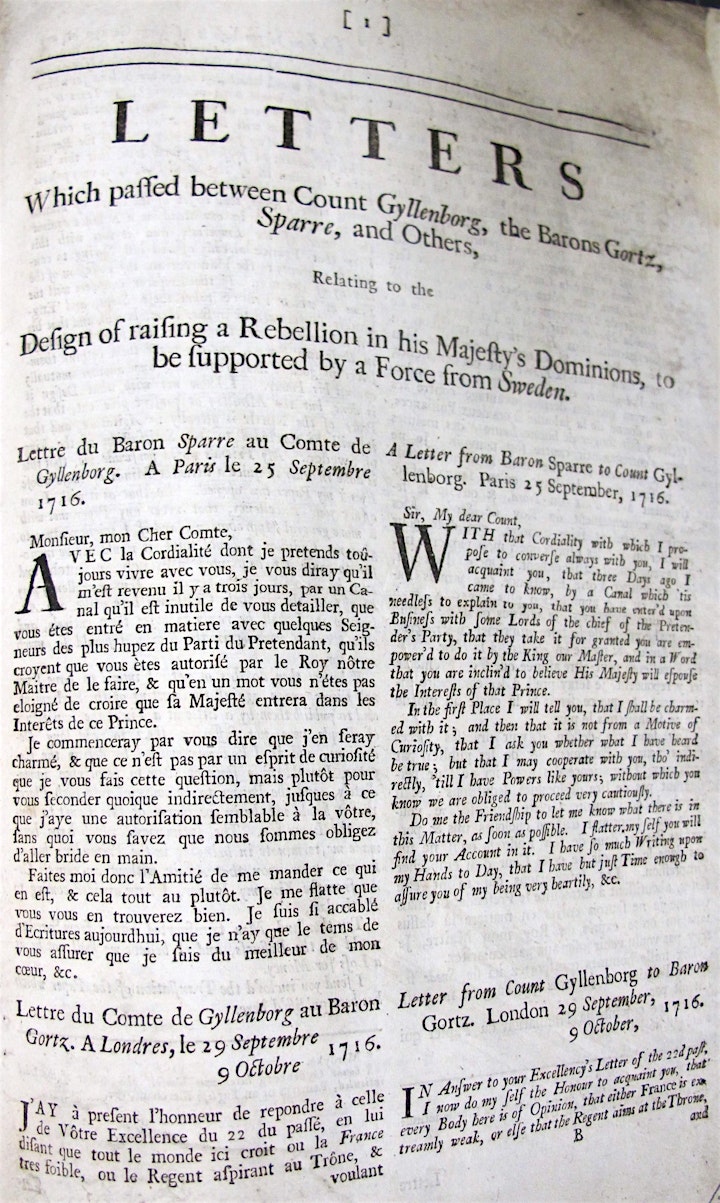 [ 1 ]
LETTERS
Which paſſed between Count Gyllenborg, the Barons Gortz,
Sparre, and Others,
Relating to the
Deſign of raiſing a Rebellion in his Majeſty's Dominions, to
be ſupported by a Force from Sweden.
Lettre du Baron Sparre au Comte de
Gyllenborg. A Paris le 25 Septembre
1716.
Monſieur, mon Cher Comte,
AVEC la Cordialité dont je pretends toû-
jours vivre avec vous, je vous diray qu'il
m'eſt revenu il y a trois jours, par un Ca-
nal qu'il eſt inutile de vous detailler, que
vous étes entré en matiere avec quelques Seig-
neurs des plus hupez du Parti du Pretendant, qu'ils
croyent que vous ètes autoriſé par le Roy nôtre
Maitre de le faire, & qu'en un mot vous n'étes pas
eloigné de croire que ſa Majeſté entrera dans les
Interêts de ce Prince.
Je commenceray par vous dire que j'en ſeray
charmé, & que ce n'eſt pas par un eſprit de curioſité
que je vous fais cette queſtion, mais plutôt pour
vous ſeconder quoique indirectement, juſques à ce
que j'aye une autoriſation ſemblable à la vôtre,
ſans quoi vous ſavez que nous ſommes obligez
d'aller bride en main.
Faites moi donc l'Amitié de me mander ce qui
en eſt, & cela tout au plutôt. Je me flatte que
vous vous en trouverez bien. Je ſuis ſi accablé
d'Ecritures aujourdhui, que je n'ay que le tems de
vous aſſurer que je ſuis du meilleur de mon
cœur, &c.
Lettre du Comte de Gyllenborg au Baron
Gortz. A Londres, le 29 Septembre 1716.
9 Octobre
J'AY à preſent l'honneur de repondre à celle
de Vôtre Excellence du 22 du paſſé, en lui
diſant que tout le monde ici croit ou la France
tres foible, ou le Regent aſpirant au Trône, &
voulant
A Letter from Baron Sparre to Count Gyl-
lenborg. Paris 25 September, 1716.
Sir, My dear Count,
WITH that Cordiality with which I pro-
poſe to converſe always with you, I will
acquaint you, that three Days ago I
came to know, by a Canal which 'tis
needleſs to explain to you, that you have enter'd upon
Buſineſs with ſome Lords of the chief of the Preten-
der's Party, that they take it for granted you are em-
power'd to do it by the King our Maſter, and in a Word
that you are inclin'd to believe His Majeſty will eſpouſe
the Intereſts of that Prince.
In the firſt Place I will tell you, that I ſhall be charm-
ed with it; and then that it is not from a Motive of
Curioſity, that I ask you whether what I have heard
be true; but that I may cooperate with you, tho' indi-
rectly, 'till I have Powers like yours; without which you
know we are obliged to proceed very cautiouſly.
Do me the Friendſhip to let me know what there is in
this Matter, as ſoon as poſſible. I flatter my ſelf you will
find your Account in it. I have ſo much Writing upon
my Hands to Day, that I have but juſt Time enough to
aſſure you of my being very heartily, &c.
Letter from Count Gyllenborg to Baron
Gortz. London 29 September, 1716.
9 October,
IN Anſwer to your Excellency's Letter of the 22d paſt,
I now do my ſelf the Honour to acquaint you, that
every Body here is of Opinion, that either France is ex-
treamly weak, or elſe that the Regent aims at the Throne,
B and